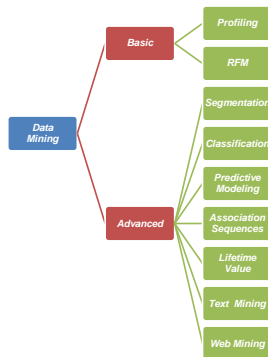 Profiling
Basic
RFM
Segmentation
Classification
Data
Mining
Predictive
Modeling
Advanced
Association
Sequences
Lifetime
Value
Text Mining
Web Mining